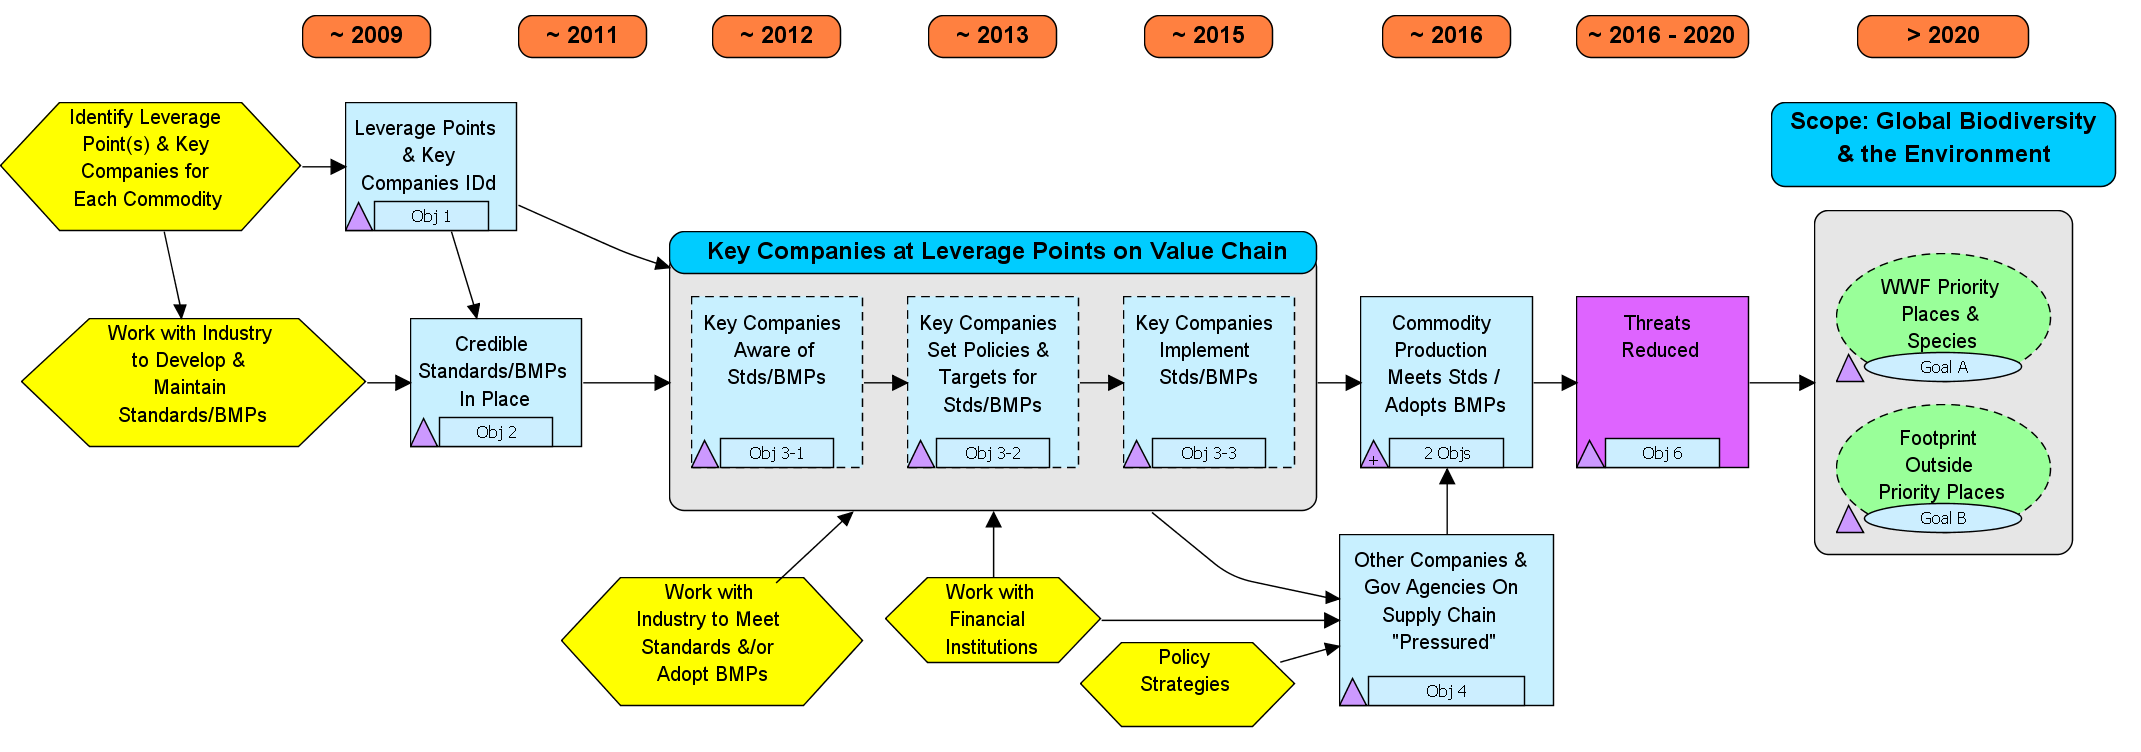 ~ 2009
~ 2011
~ 2012
~ 2013
~ 2015
~ 2016
~ 2016 - 2020
> 2020
Identify Leverage
Point(s) & Key
Companies for
Each Commodity
Leverage Points
& Key
Companies IDd
Obj 1
Scope: Global Biodiversity
& the Environment
Work with Industry
to Develop &
Maintain
Standards/BMPs
Credible
Standards/BMPs
In Place
Obj 2
Key Companies at Leverage Points on Value Chain
Key Companies
Aware of
Stds/BMPs
Obj 3-1
Key Companies
Set Policies &
Targets for
Stds/BMPs
Obj 3-2
Key Companies
Implement
Stds/BMPs
Obj 3-3
Commodity
Production
Meets Stds /
Adopts BMPs
+
2 Objs
Threats
Reduced
Obj 6
WWF Priority
Places &
Species
Goal A
Footprint
Outside
Priority Places
Goal B
Work with
Industry to Meet
Standards &/or
Adopt BMPs
Work with
Financial
Institutions
Policy
Strategies
Other Companies &
Gov Agencies On
Supply Chain
"Pressured"
Obj 4